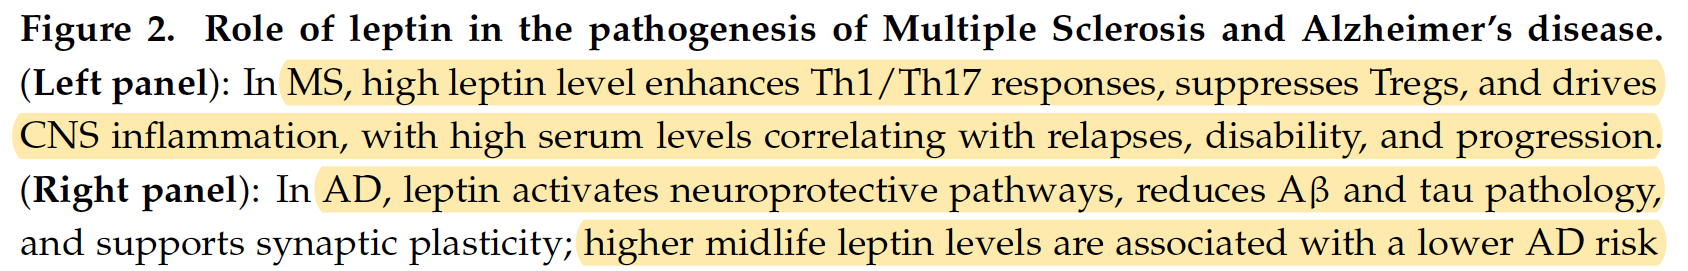 Figure 2. Role of leptin in the pathogenesis of Multiple Sclerosis and Alzheimer’s disease.
(Left panel): In MS, high leptin level enhances Th1/Th17 responses, suppresses Tregs, and drives
CNS inflammation, with high serum levels correlating with relapses, disability, and progression.
(Right panel): In AD, leptin activates neuroprotective pathways, reduces Aβ and tau pathology,
and supports synaptic plasticity; higher midlife leptin levels are associated with a lower AD risk